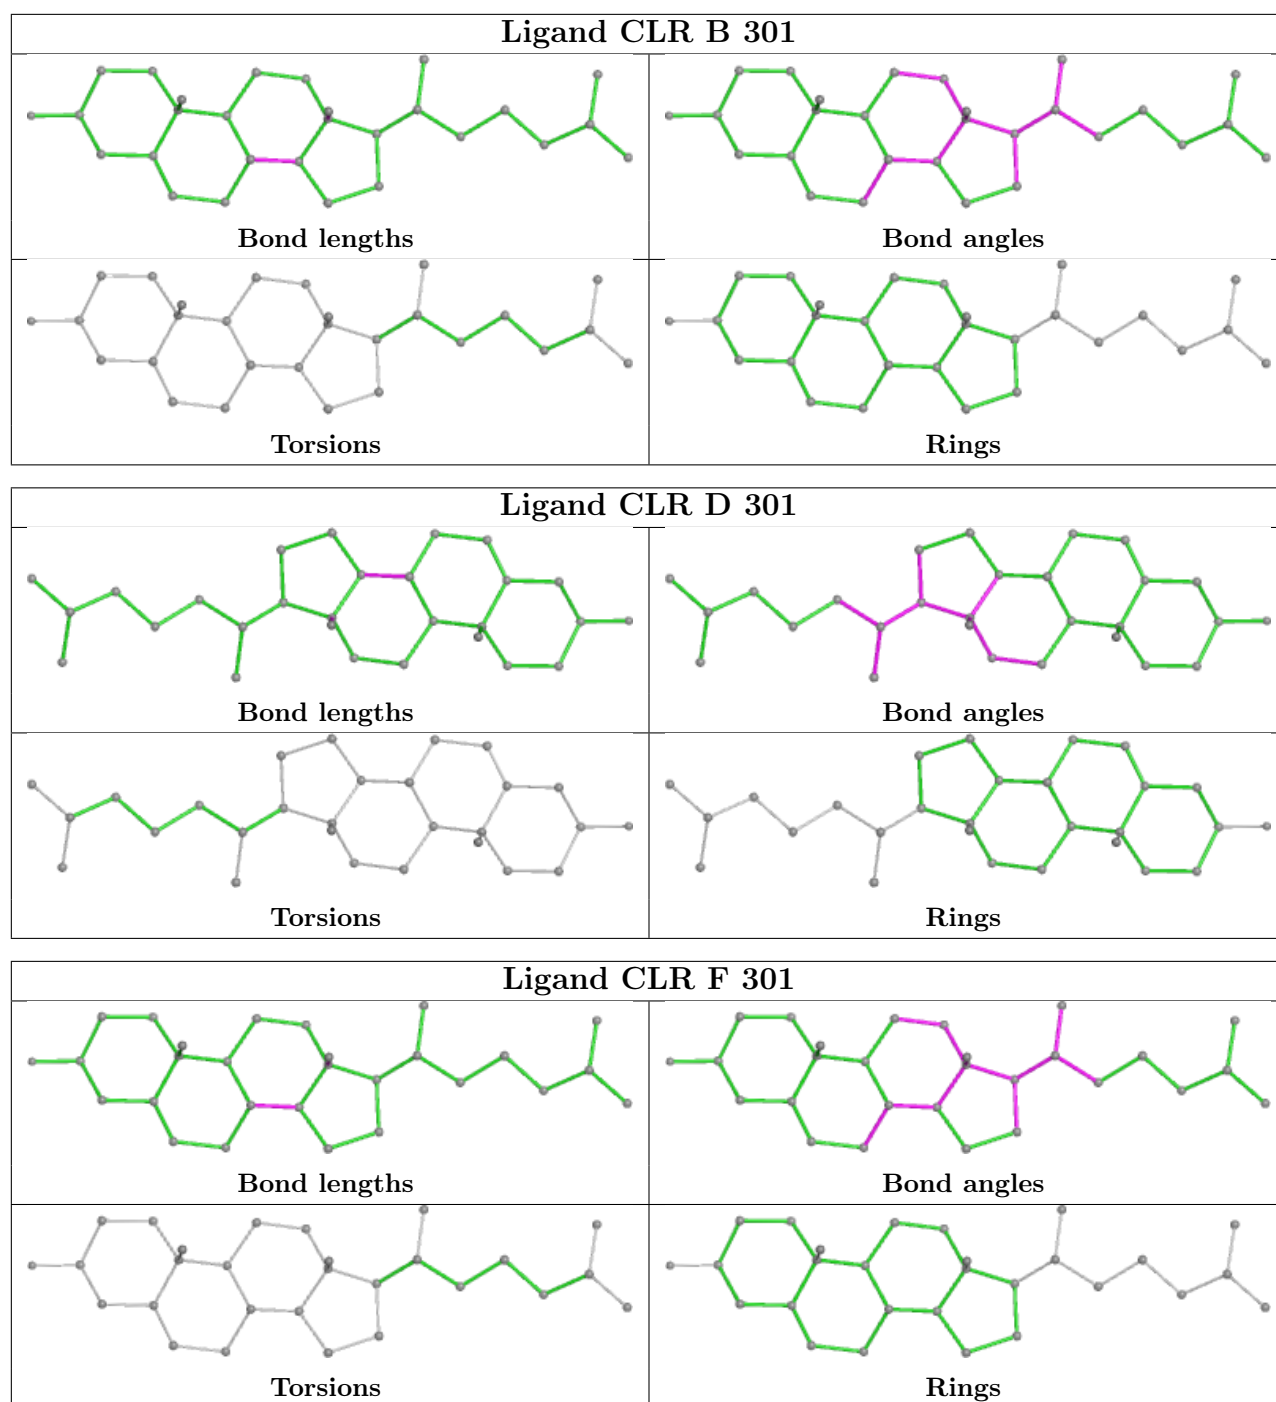 Ligand CLR B 301
Bond lengths
Bond angles
Torsions
Rings
Ligand CLR D 301
Bond lengths
Bond angles
Torsions
Rings
Ligand CLR F 301
Bond lengths
Bond angles
Torsions
Rings